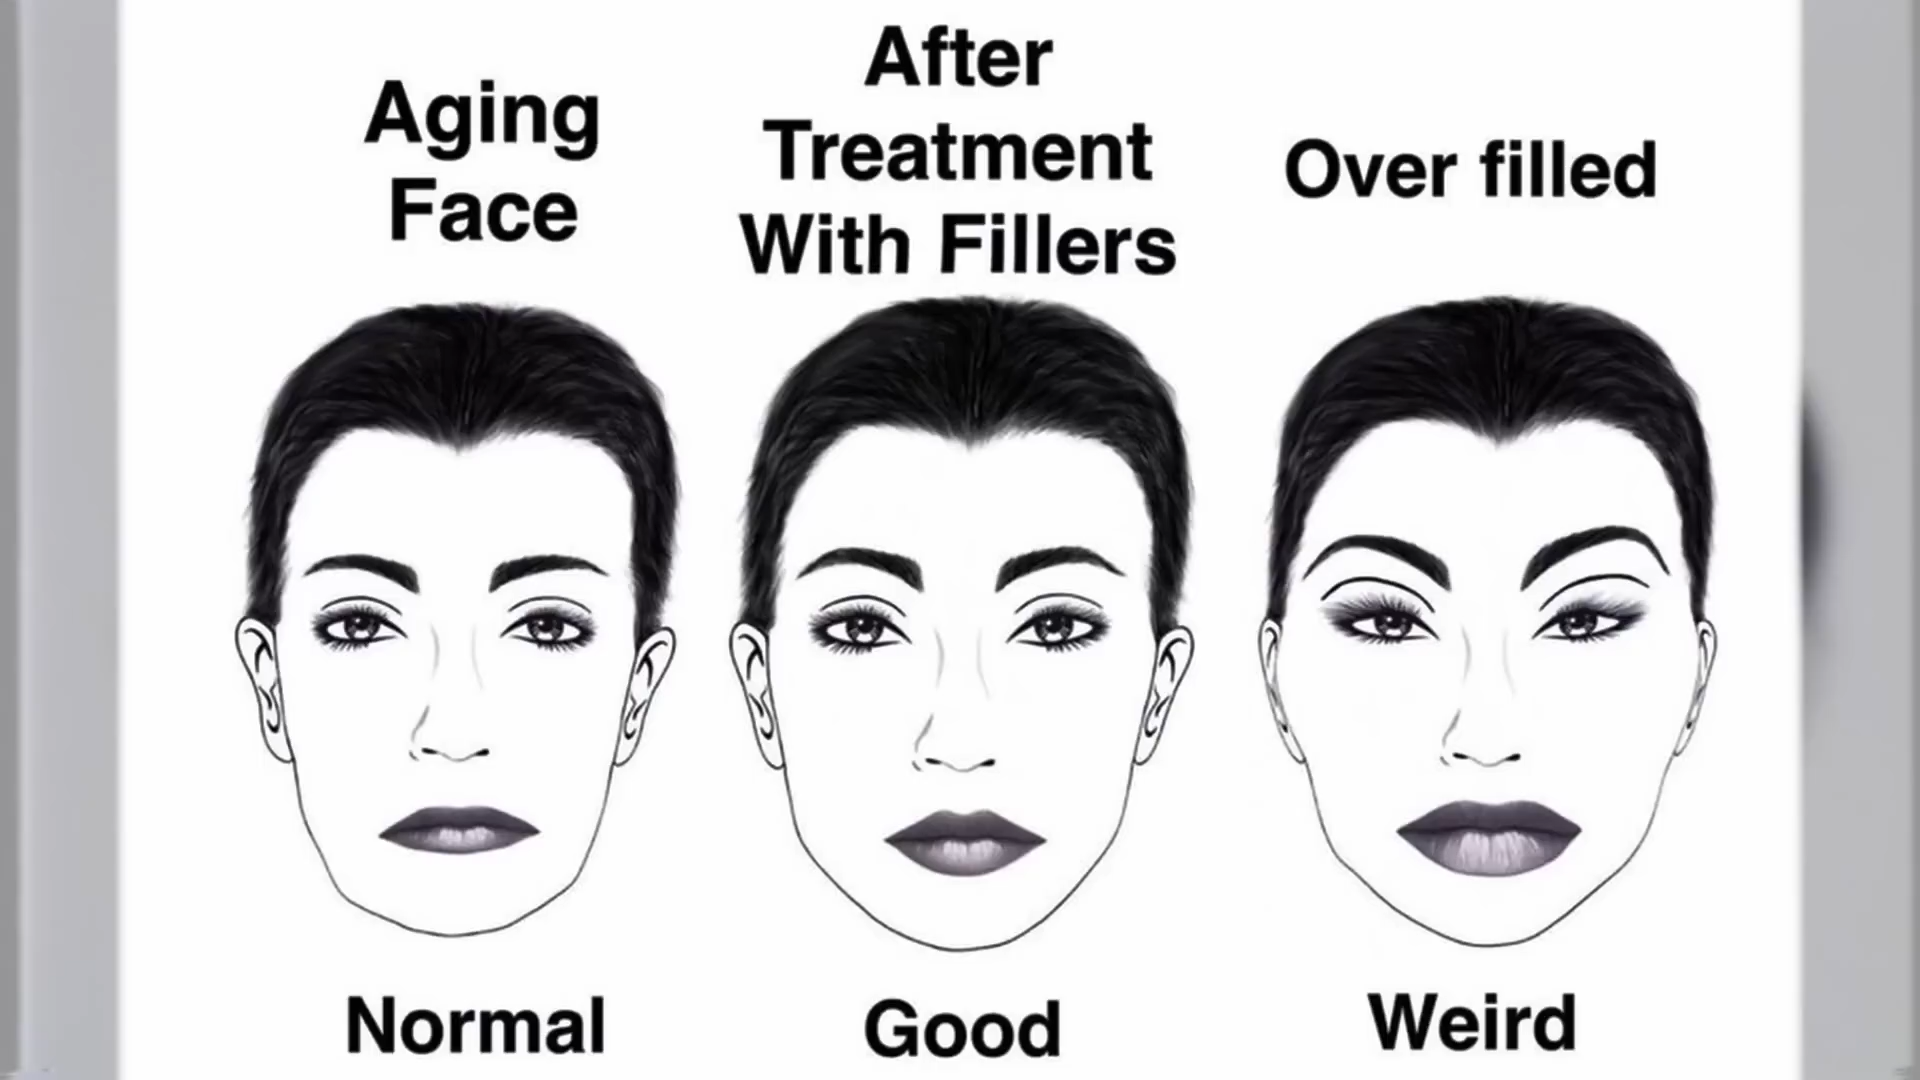 Aging
Face
After
Treatment
With Fillers
Over filled
Normal
Good
Weird